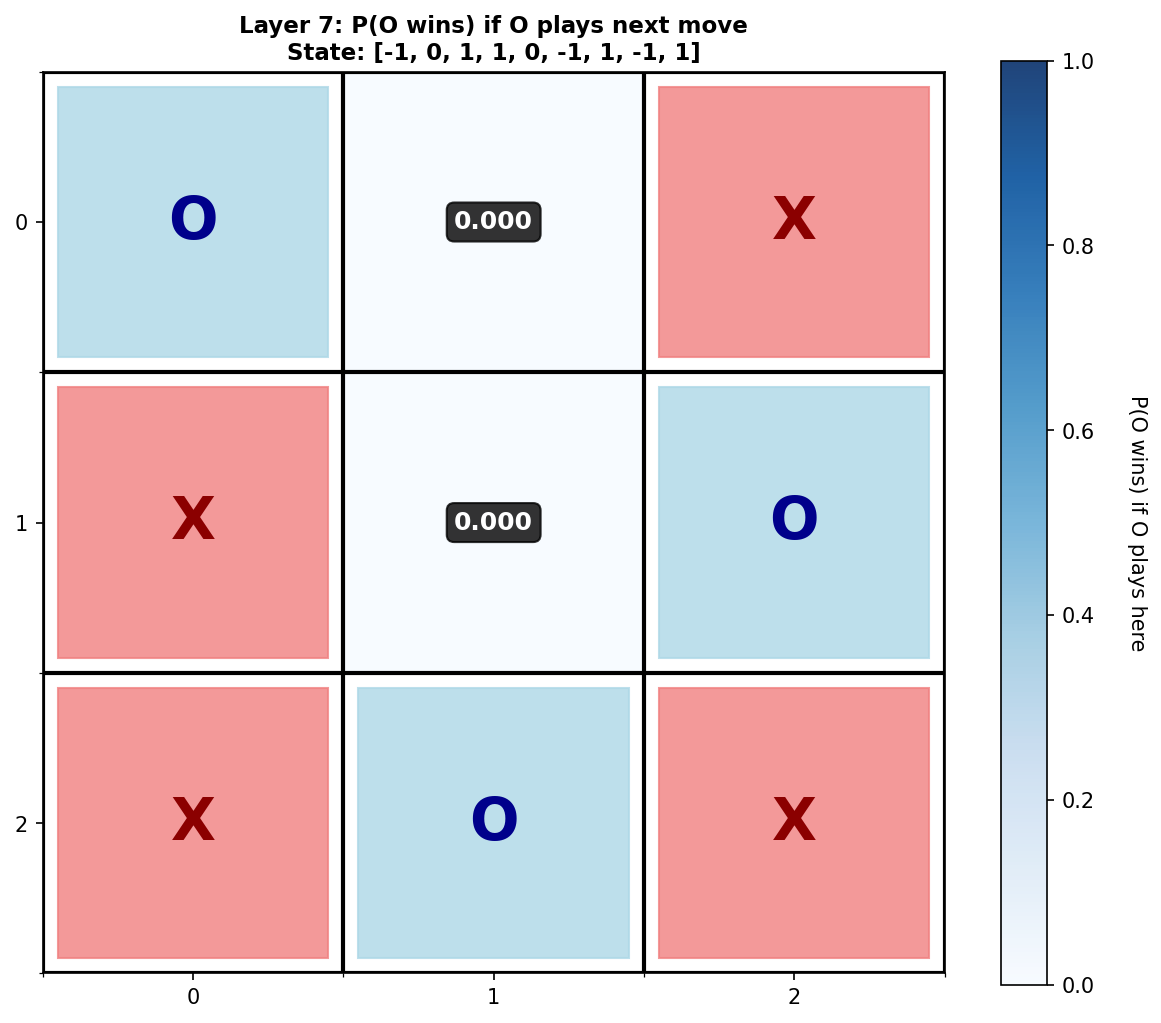 Layer 7: P(O wins) if O plays next move
State: [-1, 0, 1, 1, 0, -1, 1, -1, 1]
O
0.000
X
X
0.000
O
X
O
X
0
1
2
0
1
2
1.0
0.8
0.6
0.4
0.2
0.0
P(O wins) if O plays here